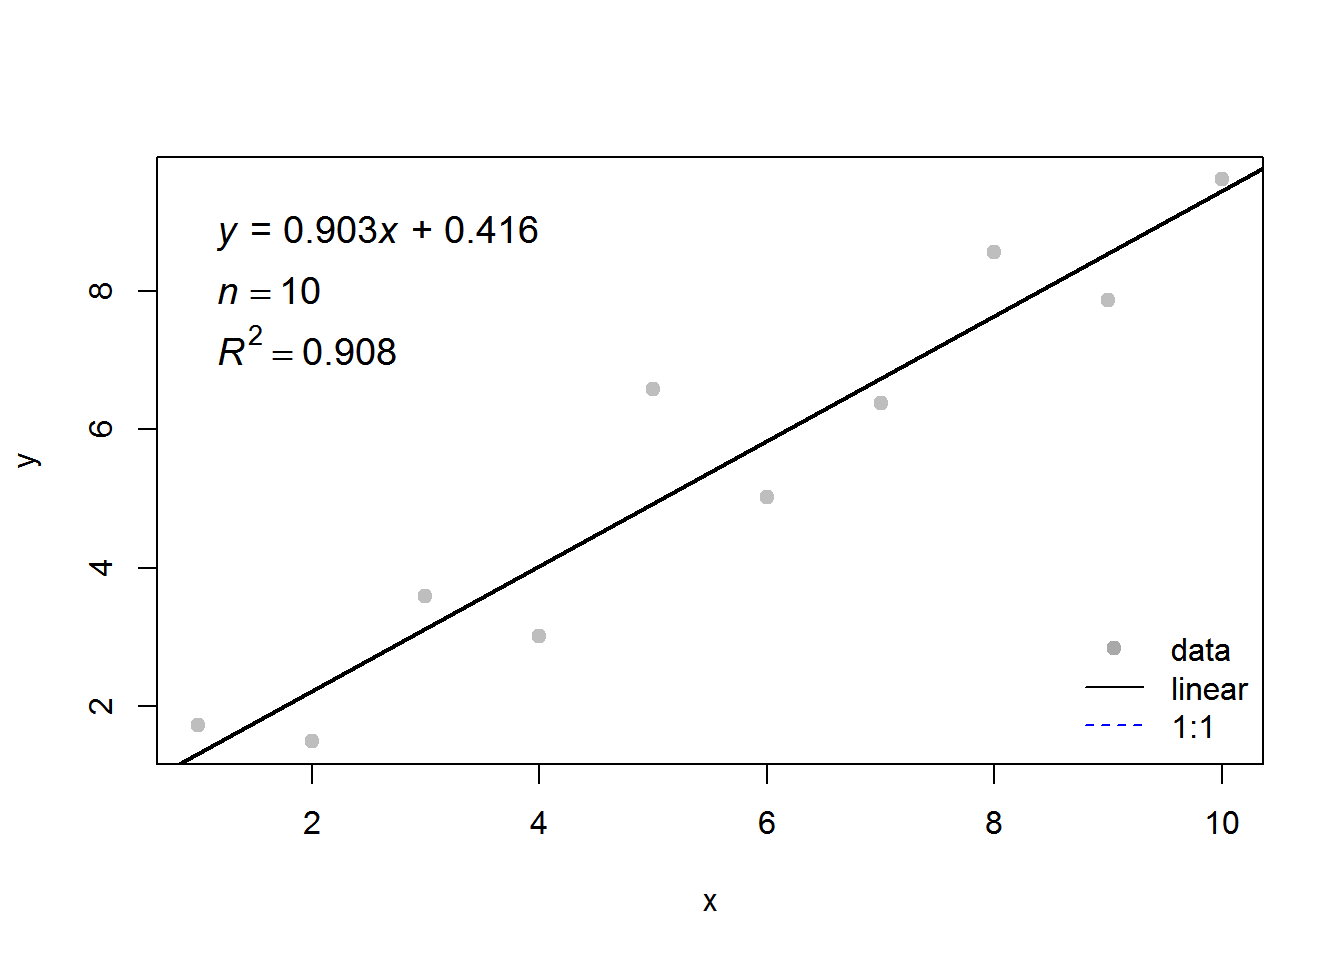 y = 0.903x + 0.416
n = 10
R² = 0.908
8
6
4
2
y
data
linear
1:1
2
4
6
8
10
x